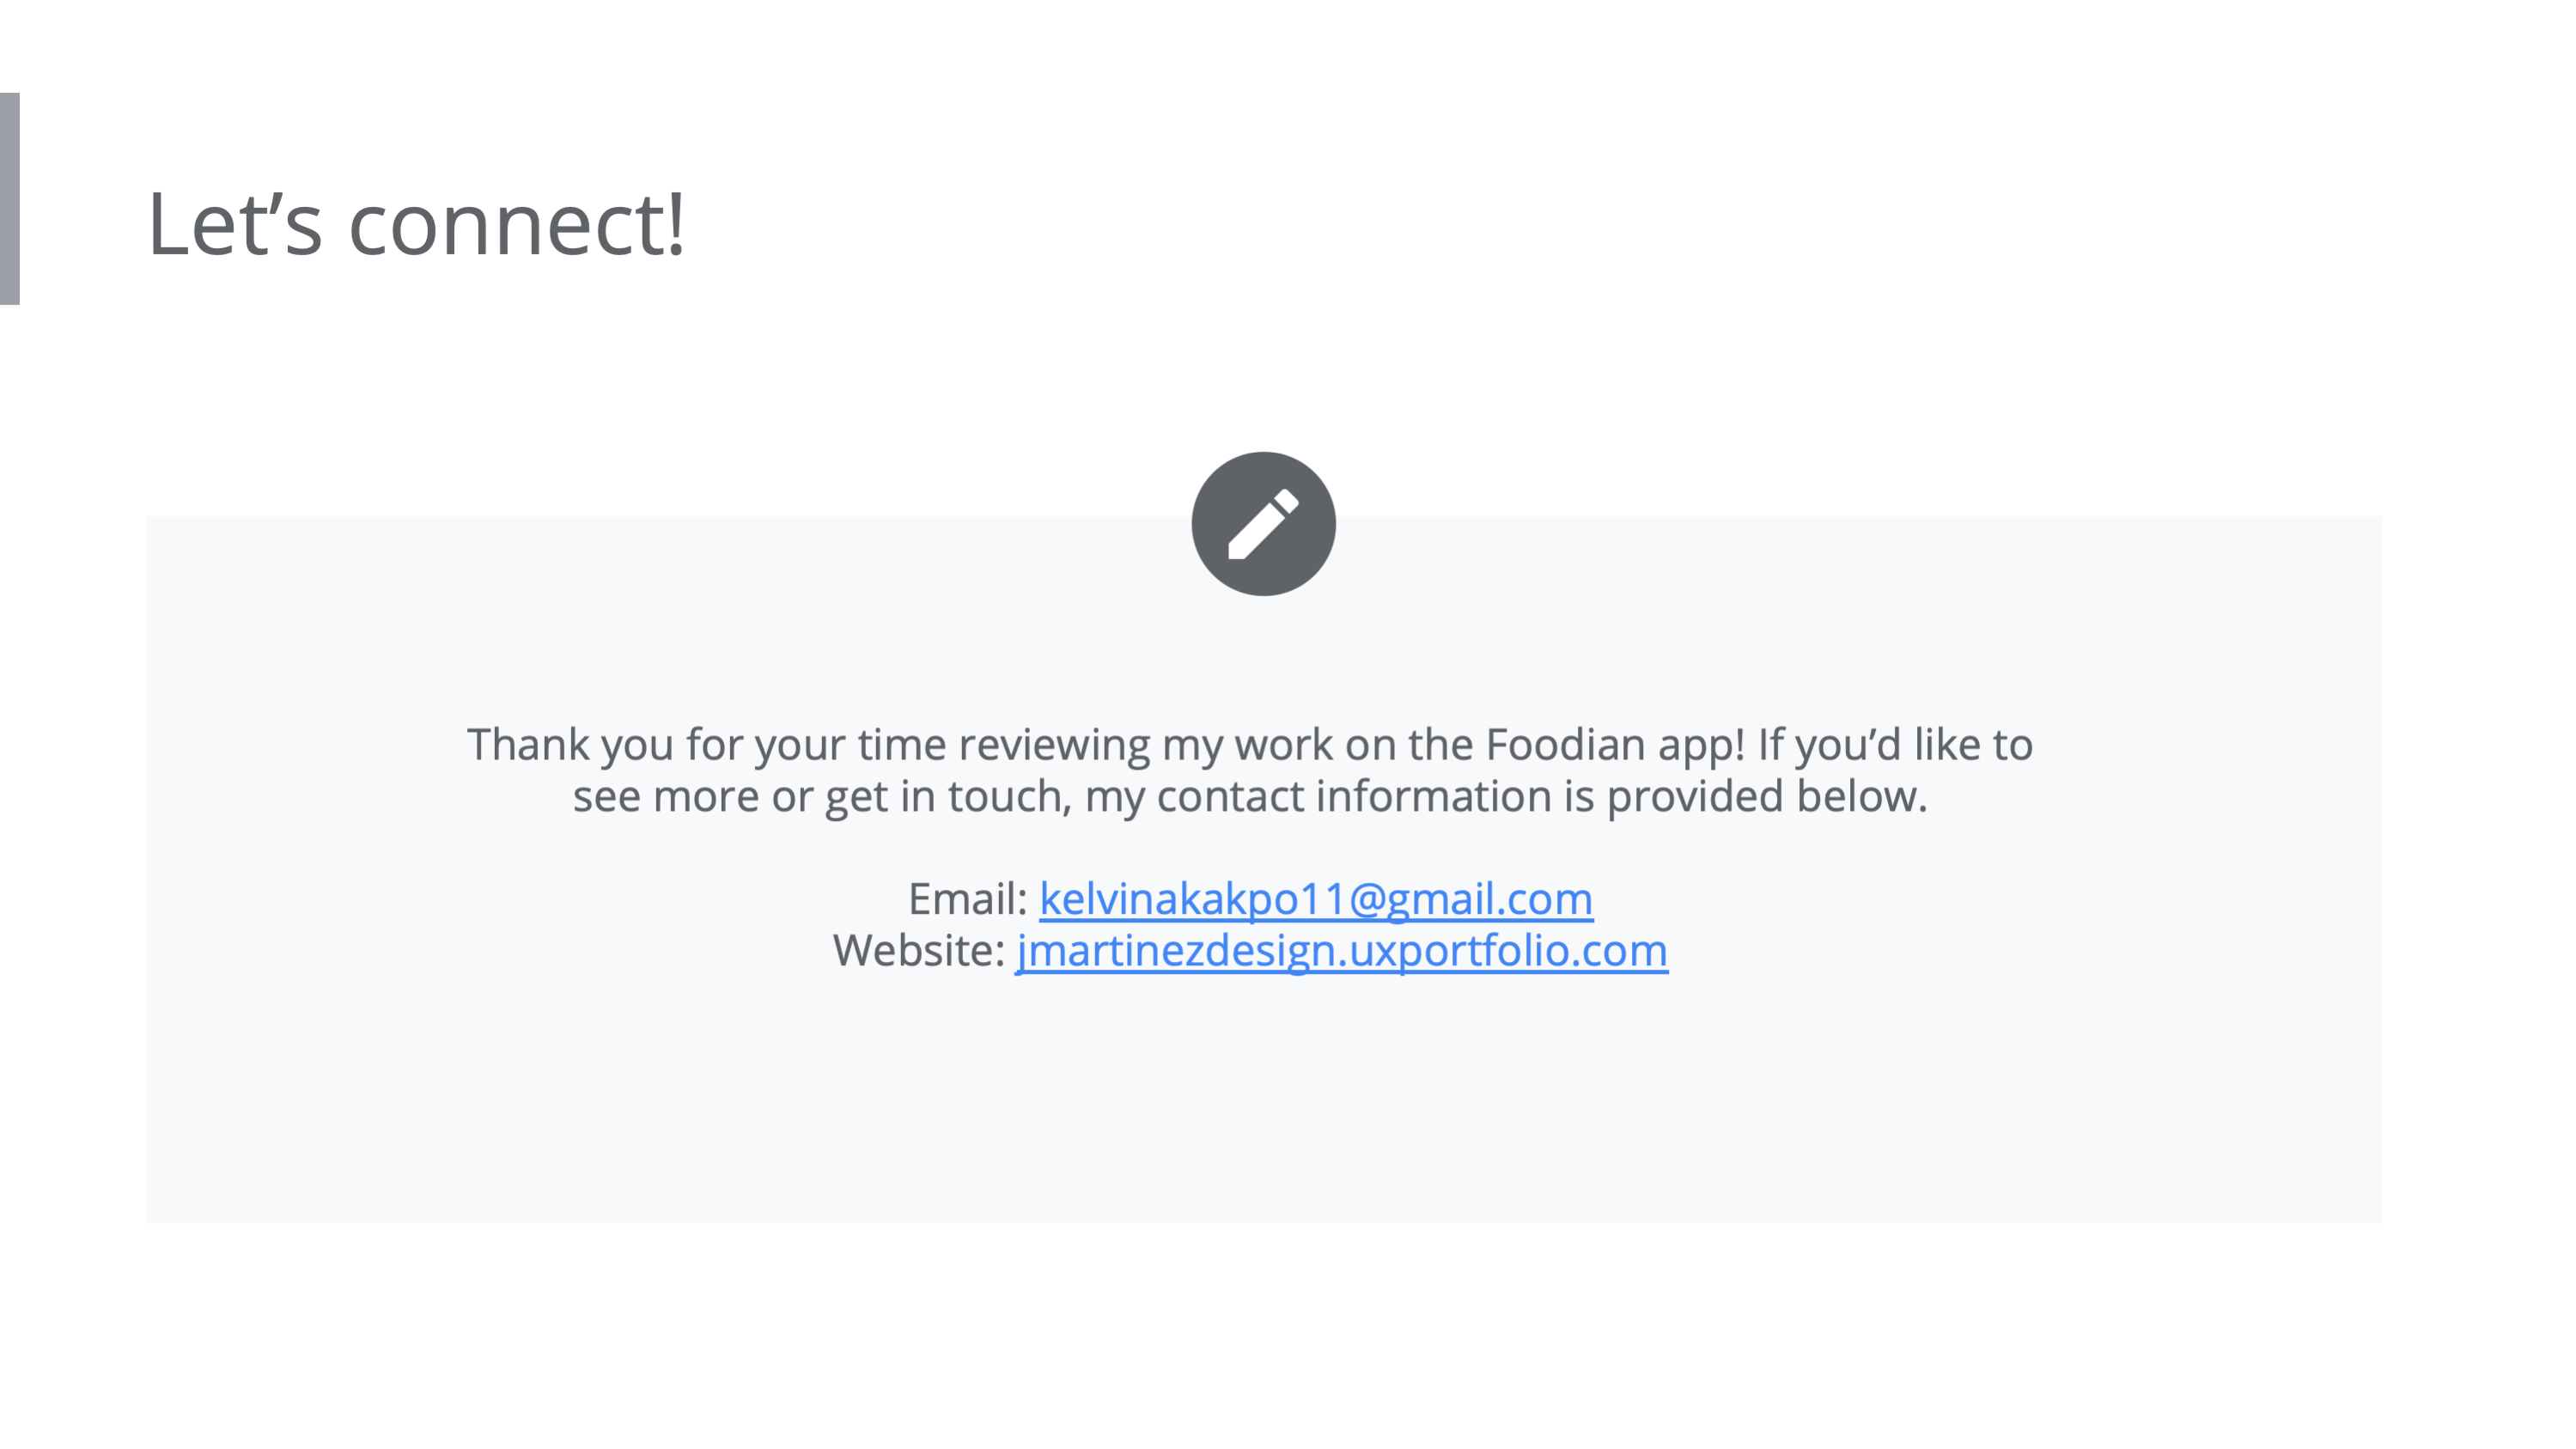 Let’s connect!
Thank you for your time reviewing my work on the Foodian app! If you’d like to
see more or get in touch, my contact information is provided below.
Email: kelvinakakpo11@gmail.com
Website: jmartinezdesign.uxportfolio.com